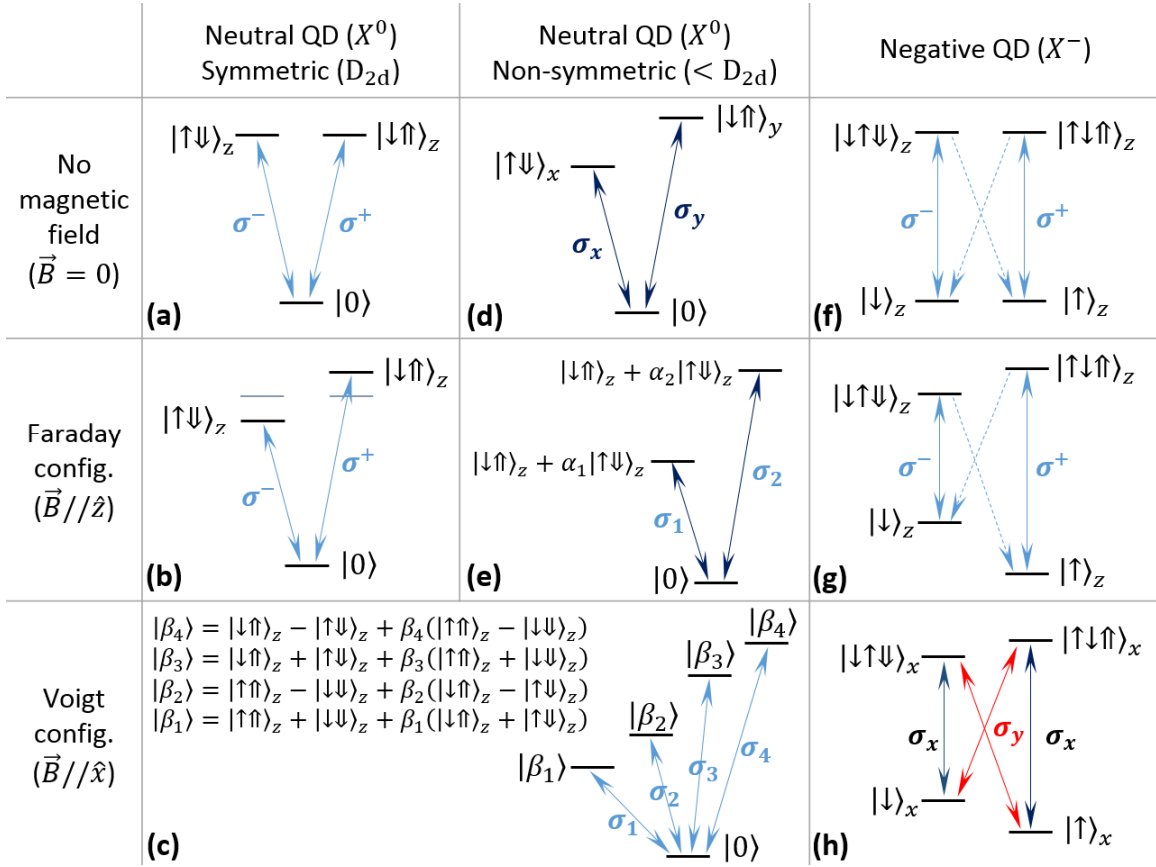 Neutral QD (X⁰)
Symmetric (D₂d)
Neutral QD (X⁰)
Non-symmetric (< D₂d)
Negative QD (X⁻)
No
magnetic
field
(B⃗ = 0)
|↑⇓⟩z
|↓⇑⟩z
σ⁻
σ⁺
|0⟩
(a)
|↓⇑⟩y
|↑⇓⟩x
σx
σy
|0⟩
(d)
|↓↑⇓⟩z
|↑↓⇑⟩z
σ⁻
σ⁺
|↓⟩z
|↑⟩z
(f)
Faraday
config.
(B⃗//ẑ)
|↓⇑⟩z
|↑⇓⟩z
σ⁻
σ⁺
|0⟩
(b)
|↓⇑⟩z + α₂|↑⇓⟩z
|↓⇑⟩z + α₁|↑⇓⟩z
σ₁
σ₂
|0⟩
(e)
|↑↓⇑⟩z
|↓↑⇓⟩z
σ⁻
σ⁺
|↓⟩z
|↑⟩z
(g)
Voigt
config.
(B⃗//x̂)
|β₄⟩ = |↓⇑⟩z − |↑⇓⟩z + β₄(|↑⇑⟩z − |↓⇓⟩z)
|β₃⟩ = |↓⇑⟩z + |↑⇓⟩z + β₃(|↑⇑⟩z + |↓⇓⟩z)
|β₂⟩ = |↑⇑⟩z − |↓⇓⟩z + β₂(|↓⇑⟩z − |↑⇓⟩z)
|β₁⟩ = |↑⇑⟩z + |↓⇓⟩z + β₁(|↓⇑⟩z + |↑⇓⟩z)
|β₄⟩
|β₃⟩
|β₂⟩
|β₁⟩
σ₁
σ₂
σ₃
σ₄
|0⟩
(c)
|↑↓⇑⟩x
|↓↑⇓⟩x
σx
σy
σx
|↓⟩x
|↑⟩x
(h)